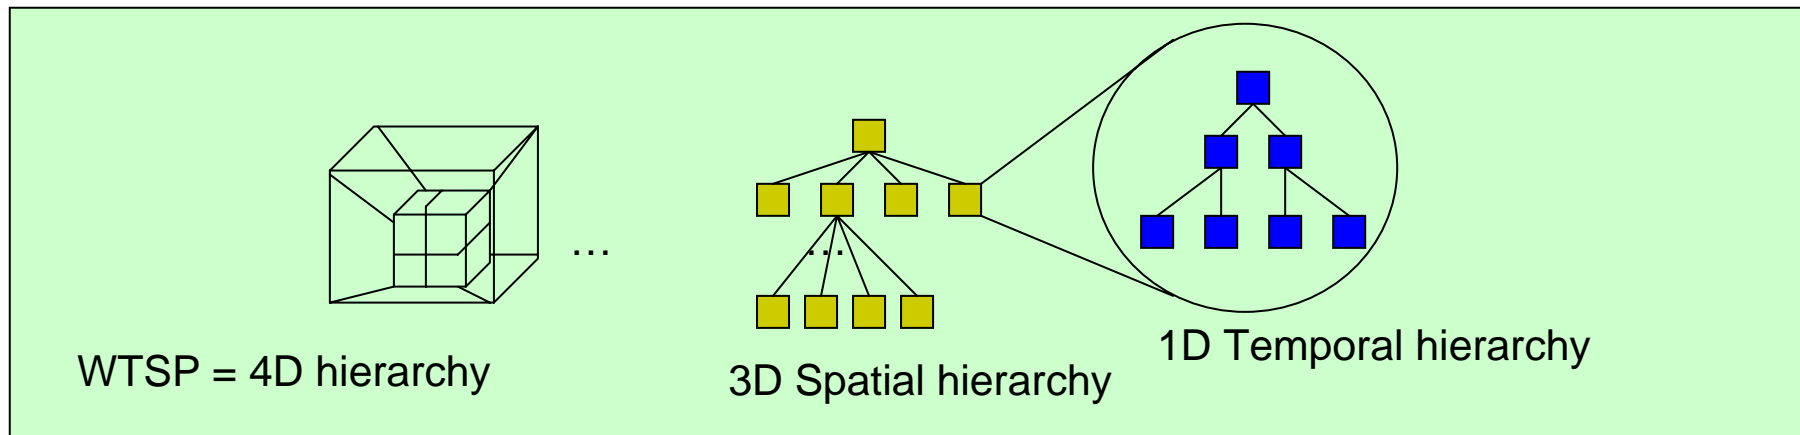 …
…
WTSP = 4D hierarchy
3D Spatial hierarchy
1D Temporal hierarchy